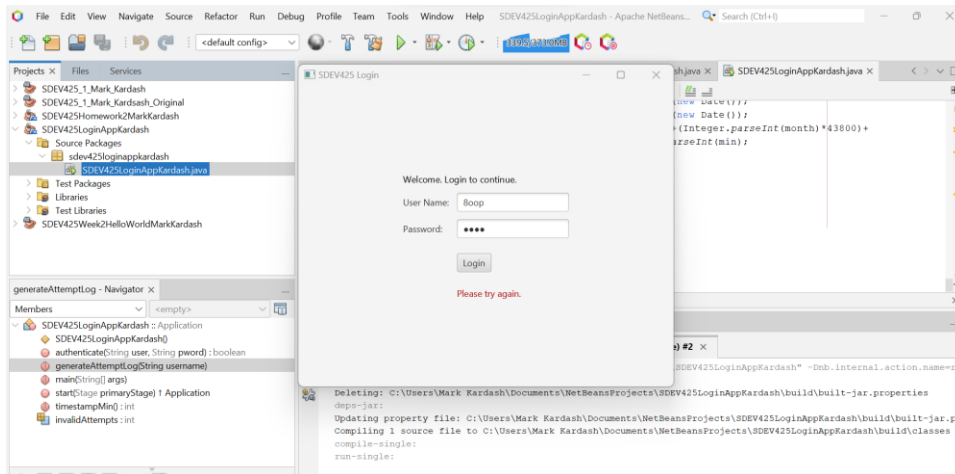 File Edit View Navigate Source Refactor Run Debug Profile Team Tools Window Help SDEV425LoginAppKardash - Apache NetBeans... Search (Ctrl+I)
<default config>
Projects Files Services
SDEV425_1_Mark_Kardash
SDEV425_1_Mark_Kardsash_Original
SDEV425Homework2MarkKardash
SDEV425LoginAppKardash
Source Packages
sdev425loginappkardash
SDEV425LoginAppKardash.java
Test Packages
Libraries
Test Libraries
SDEV425Week2HelloWorldMarkKardash
SDEV425 Login
Welcome. Login to continue.
User Name: 8oop
Password: ••••
Login
Please try again.
sh.java SDEV425LoginAppKardash.java
(new Date());
(new Date());
+(Integer.parseInt(month)*43800)+
arseInt(min);
generateAttemptLog - Navigator
Members <empty>
SDEV425LoginAppKardash :: Application
SDEV425LoginAppKardash()
authenticate(String user, String pword) : boolean
generateAttemptLog(String username)
main(String[] args)
start(Stage primaryStage) ↑ Application
timestampMin() : int
invalidAttempts : int
e) #2
SDEV425LoginAppKardash" -Dnb.internal.action.name=r
Deleting: C:\Users\Mark Kardash\Documents\NetBeansProjects\SDEV425LoginAppKardash\build\built-jar.properties
deps-jar:
Updating property file: C:\Users\Mark Kardash\Documents\NetBeansProjects\SDEV425LoginAppKardash\build\built-jar.p
Compiling 1 source file to C:\Users\Mark Kardash\Documents\NetBeansProjects\SDEV425LoginAppKardash\build\classes
compile-single:
run-single: